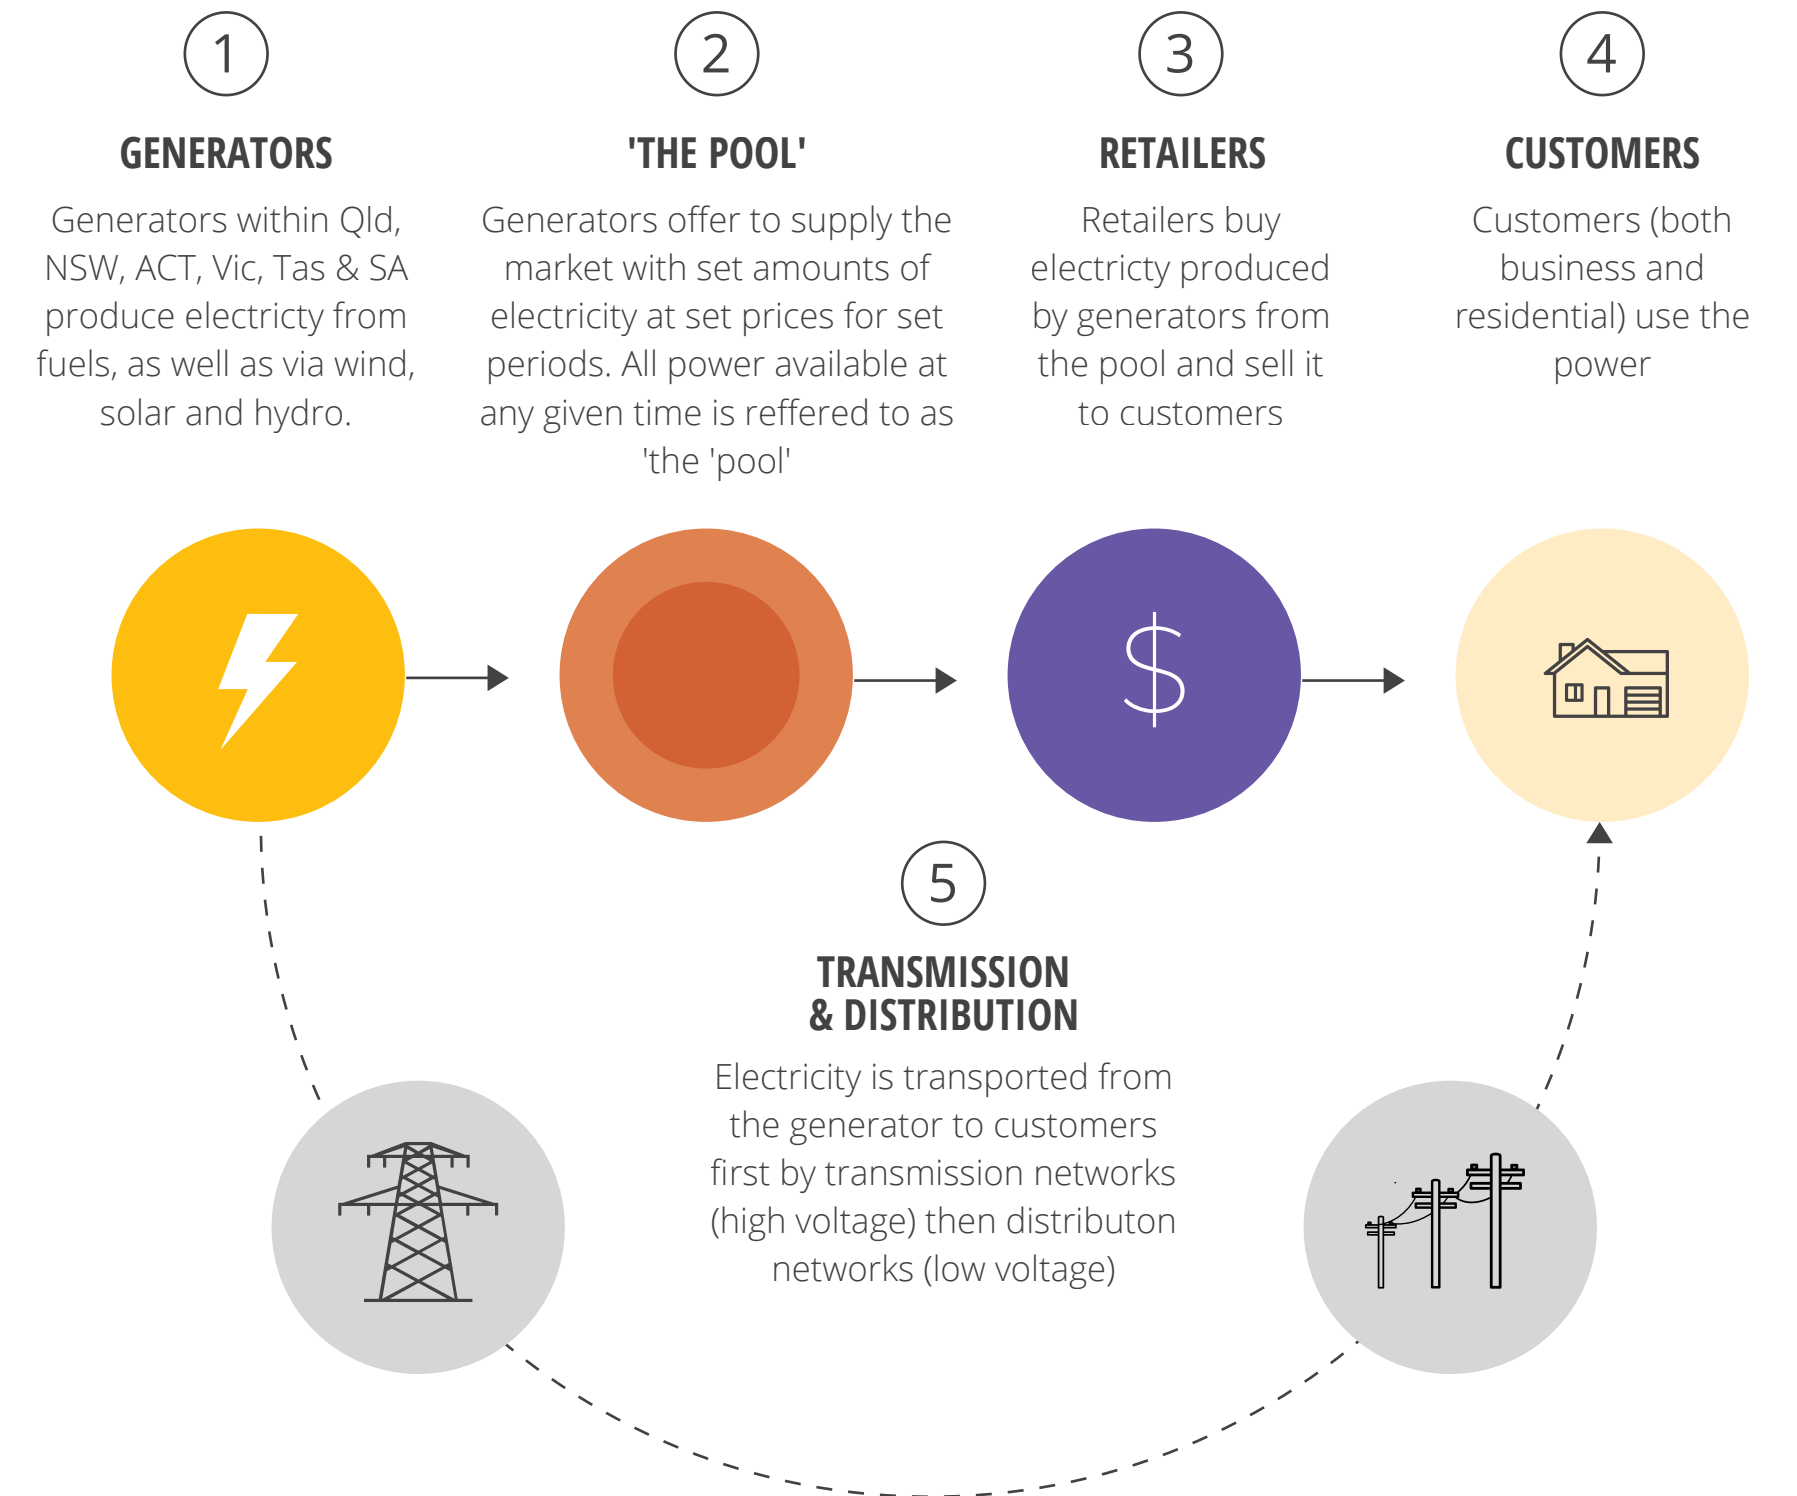 1
GENERATORS
Generators within Qld,
NSW, ACT, Vic, Tas & SA
produce electricty from
fuels, as well as via wind,
solar and hydro.
2
'THE POOL'
Generators offer to supply the
market with set amounts of
electricity at set prices for set
periods. All power available at
any given time is reffered to as
'the 'pool'
3
RETAILERS
Retailers buy
electricty produced
by generators from
the pool and sell it
to customers
4
CUSTOMERS
Customers (both
business and
residential) use the
power
$
5
TRANSMISSION
& DISTRIBUTION
Electricity is transported from
the generator to customers
first by transmission networks
(high voltage) then distributon
networks (low voltage)